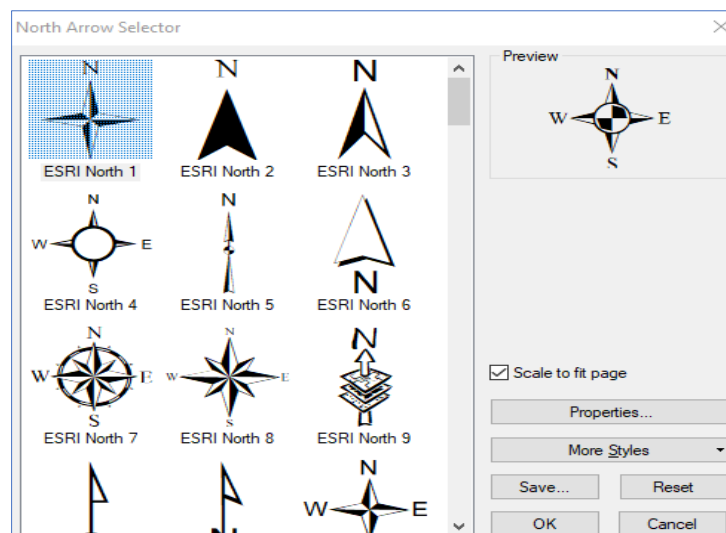 North Arrow Selector
N
N
N
ESRI North 1
ESRI North 2
ESRI North 3
N
W E
S
N
N
ESRI North 4
ESRI North 5
ESRI North 6
N
W E
S
N
W E
S
N
ESRI North 7
ESRI North 8
ESRI North 9
N
W E
Preview
N
W E
S
Scale to fit page
Properties...
More Styles
Save...
Reset
OK
Cancel